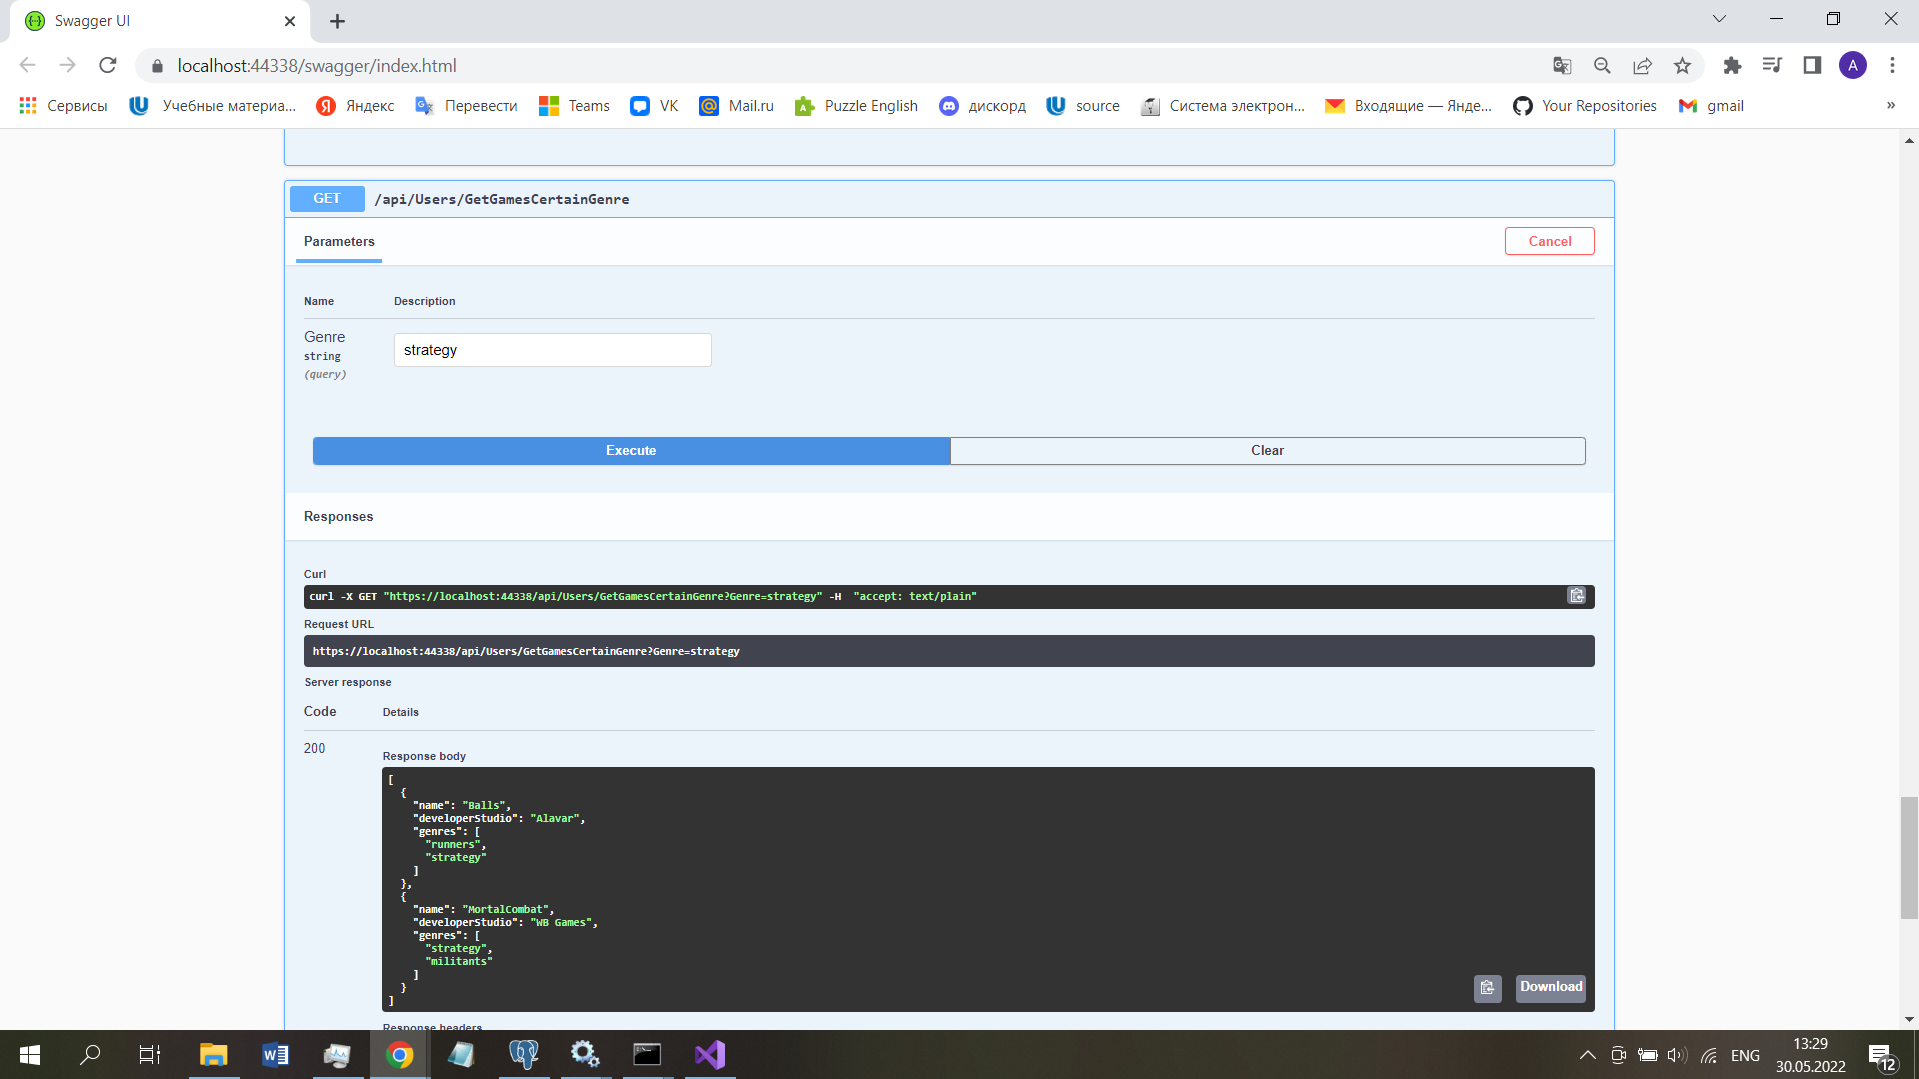 Swagger UI
localhost:44338/swagger/index.html
A
Сервисы
Учебные материа...
Яндекс
Перевести
Teams
VK
Mail.ru
Puzzle English
дискорд
source
Система электрон...
Входящие — Янде...
Your Repositories
gmail
»
GET /api/Users/GetGamesCertainGenre
Parameters
Cancel
Name Description
Genre
string
(query)
strategy
Execute
Clear
Responses
Curl
curl -X GET "https://localhost:44338/api/Users/GetGamesCertainGenre?Genre=strategy" -H  "accept: text/plain"
Request URL
https://localhost:44338/api/Users/GetGamesCertainGenre?Genre=strategy
Server response
Code Details
200
Response body
[
  {
    "name": "Balls",
    "developerStudio": "Alavar",
    "genres": [
      "runners",
      "strategy"
    ]
  },
  {
    "name": "MortalCombat",
    "developerStudio": "WB Games",
    "genres": [
      "strategy",
      "militants"
    ]
  }
]
Download
Response headers
ENG
13:29
30.05.2022
12